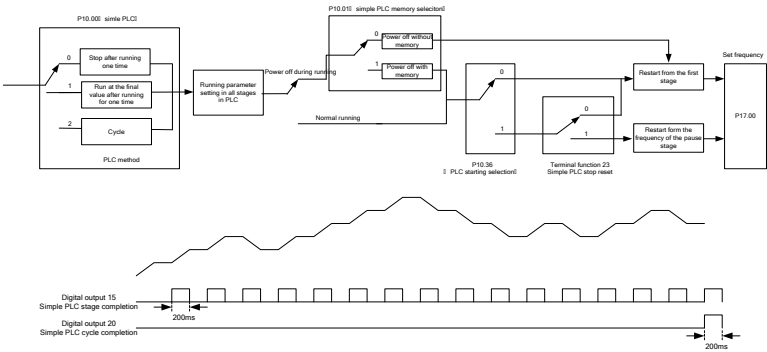 P10.00 simle PLC
0
Stop after running
one time
1
Run at the final
value after running
for one time
2
Cycle
PLC method
Running parameter
setting in all stages
in PLC
P10.01 simple PLC memory seleciton
Power off during running
0
Power off without
memory
1
Power off with
memory
Normal running
0
1
P10.36
PLC starting selection
0
1
Terminal function 23
Simple PLC stop reset
Restart from the first
stage
Restart form the
frequency of the pause
stage
Set frequency
P17.00
Digital output 15
Simple PLC stage completion
200ms
Digital output 20
Simple PLC cycle completion
200ms